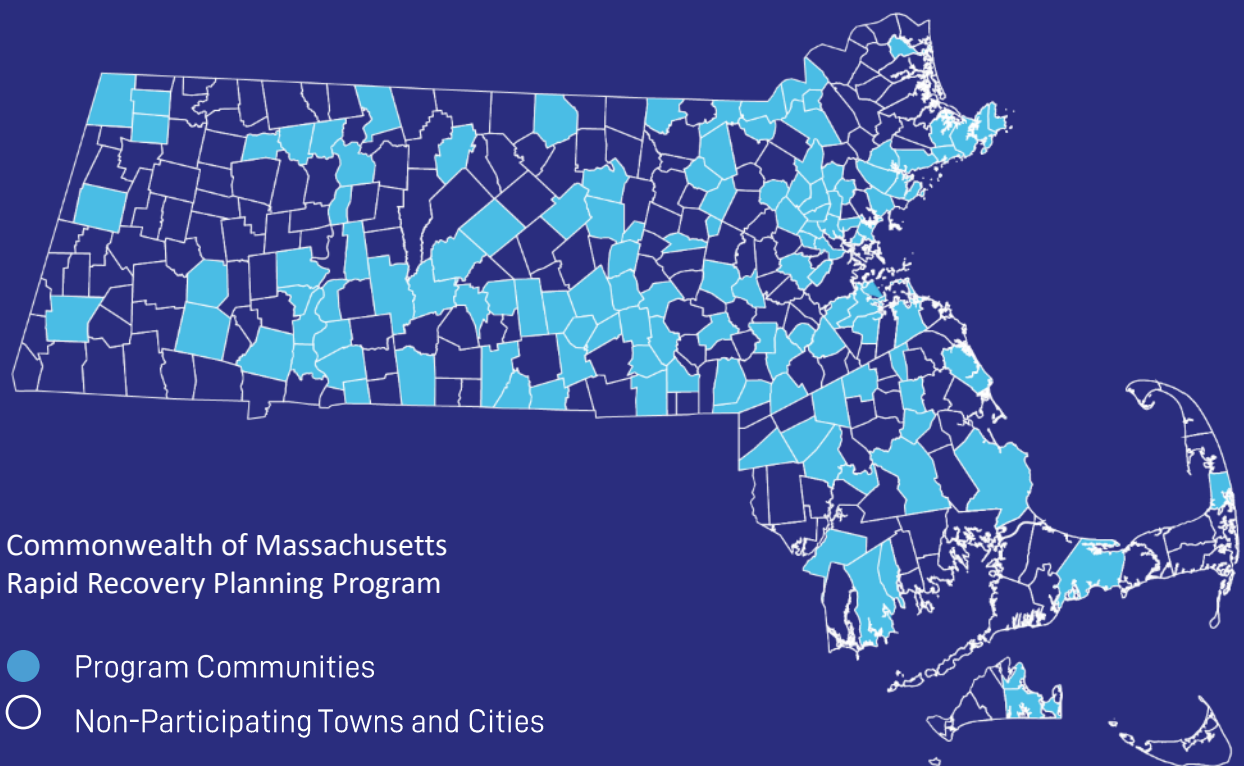 Commonwealth of Massachusetts
Rapid Recovery Planning Program
Program Communities
Non-Participating Towns and Cities